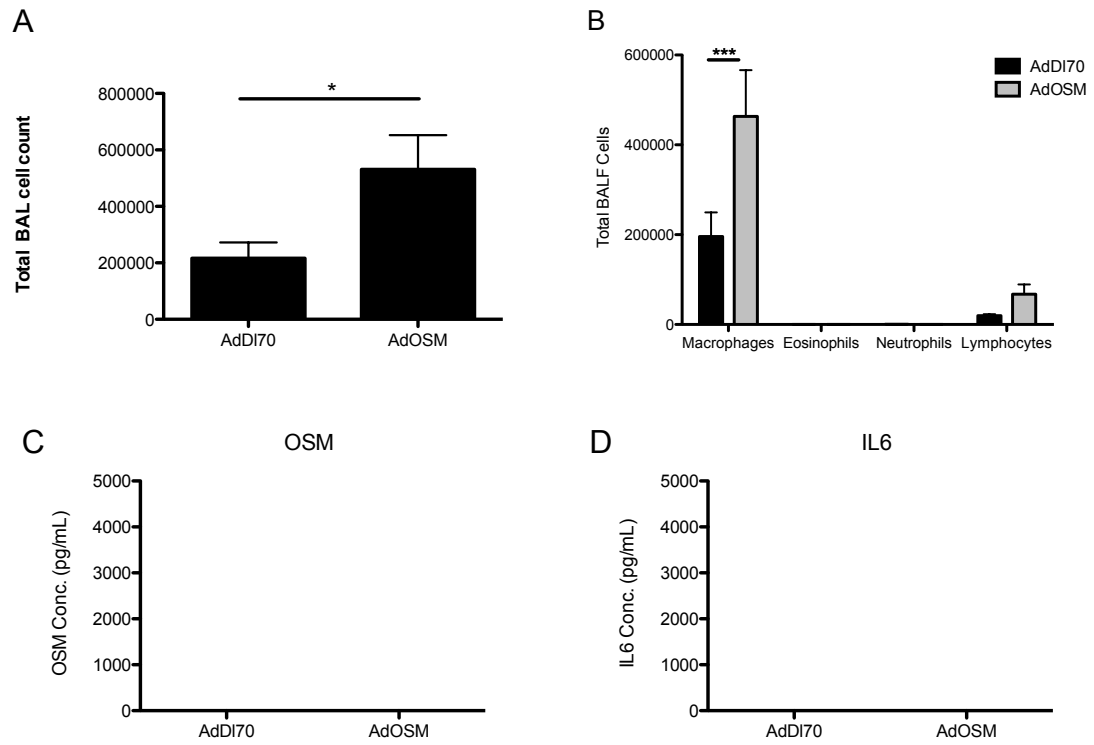 A
Total BAL cell count
800000
600000
400000
200000
0
*
AdDl70
AdOSM
B
Total BALF Cells
600000
400000
200000
0
***
AdDl70
AdOSM
Macrophages
Eosinophils
Neutrophils
Lymphocytes
C
OSM
OSM Conc. (pg/mL)
5000
4000
3000
2000
1000
0
AdDl70
AdOSM
D
IL6
IL6 Conc. (pg/mL)
5000
4000
3000
2000
1000
0
AdDl70
AdOSM